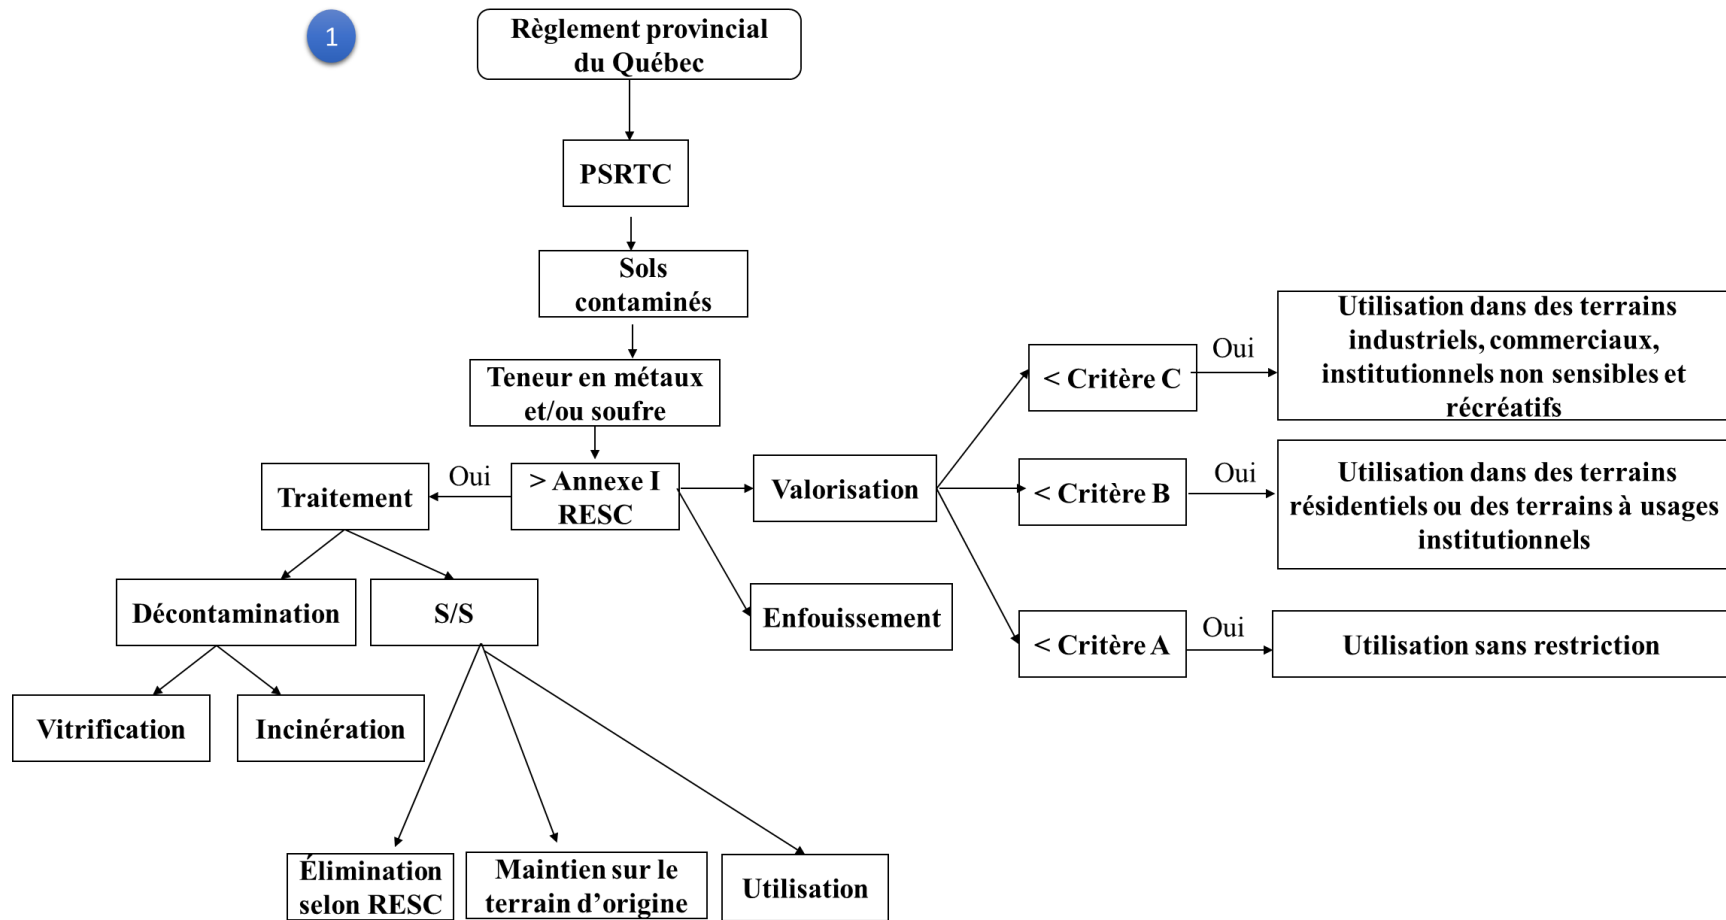 1
Règlement provincial
du Québec
PSRTC
Sols
contaminés
Teneur en métaux
et/ou soufre
> Annexe I
RESC
Oui
Traitement
Décontamination
S/S
Vitrification
Incinération
Élimination
selon RESC
Maintien sur le
terrain d'origine
Utilisation
Valorisation
Enfouissement
< Critère C
Oui
Utilisation dans des terrains
industriels, commerciaux,
institutionnels non sensibles et
récréatifs
< Critère B
Oui
Utilisation dans des terrains
résidentiels ou des terrains à usages
institutionnels
< Critère A
Oui
Utilisation sans restriction